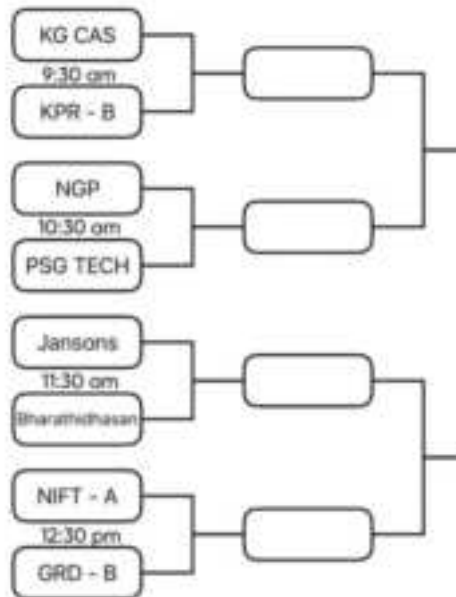 KG CAS
9:30 am
KPR - B
NGP
10:30 am
PSG TECH
Jansons
11:30 am
Bharathidhasan
NIFT - A
12:30 pm
GRD - B